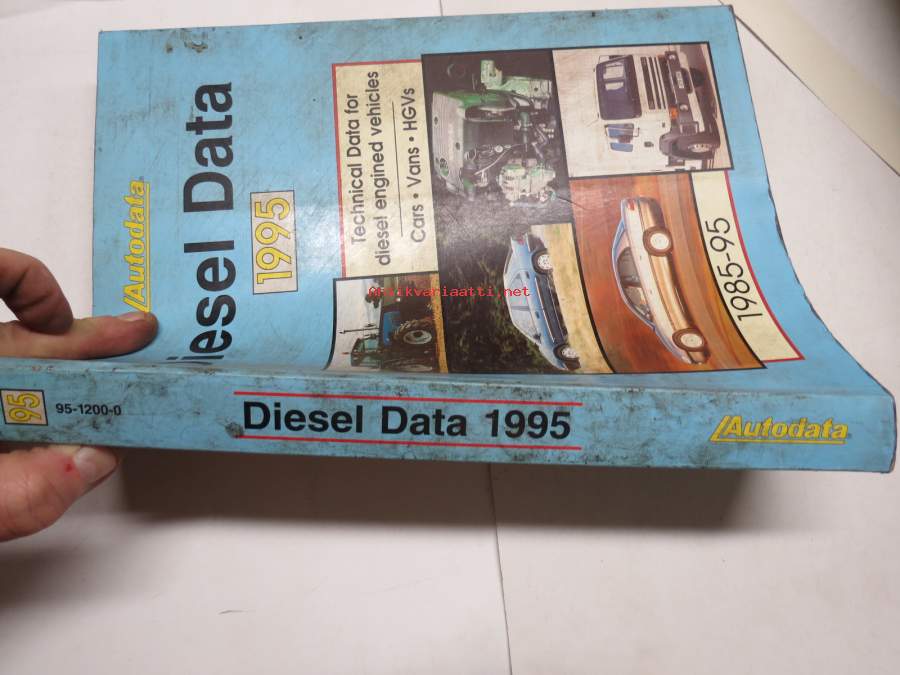 Autodata
Diesel Data
1995
Technical Data for
diesel engined vehicles
Cars • Vans • HGVs
1985-95
Antikvariaatti.net
95
95-1200-0
Diesel Data 1995
Autodata